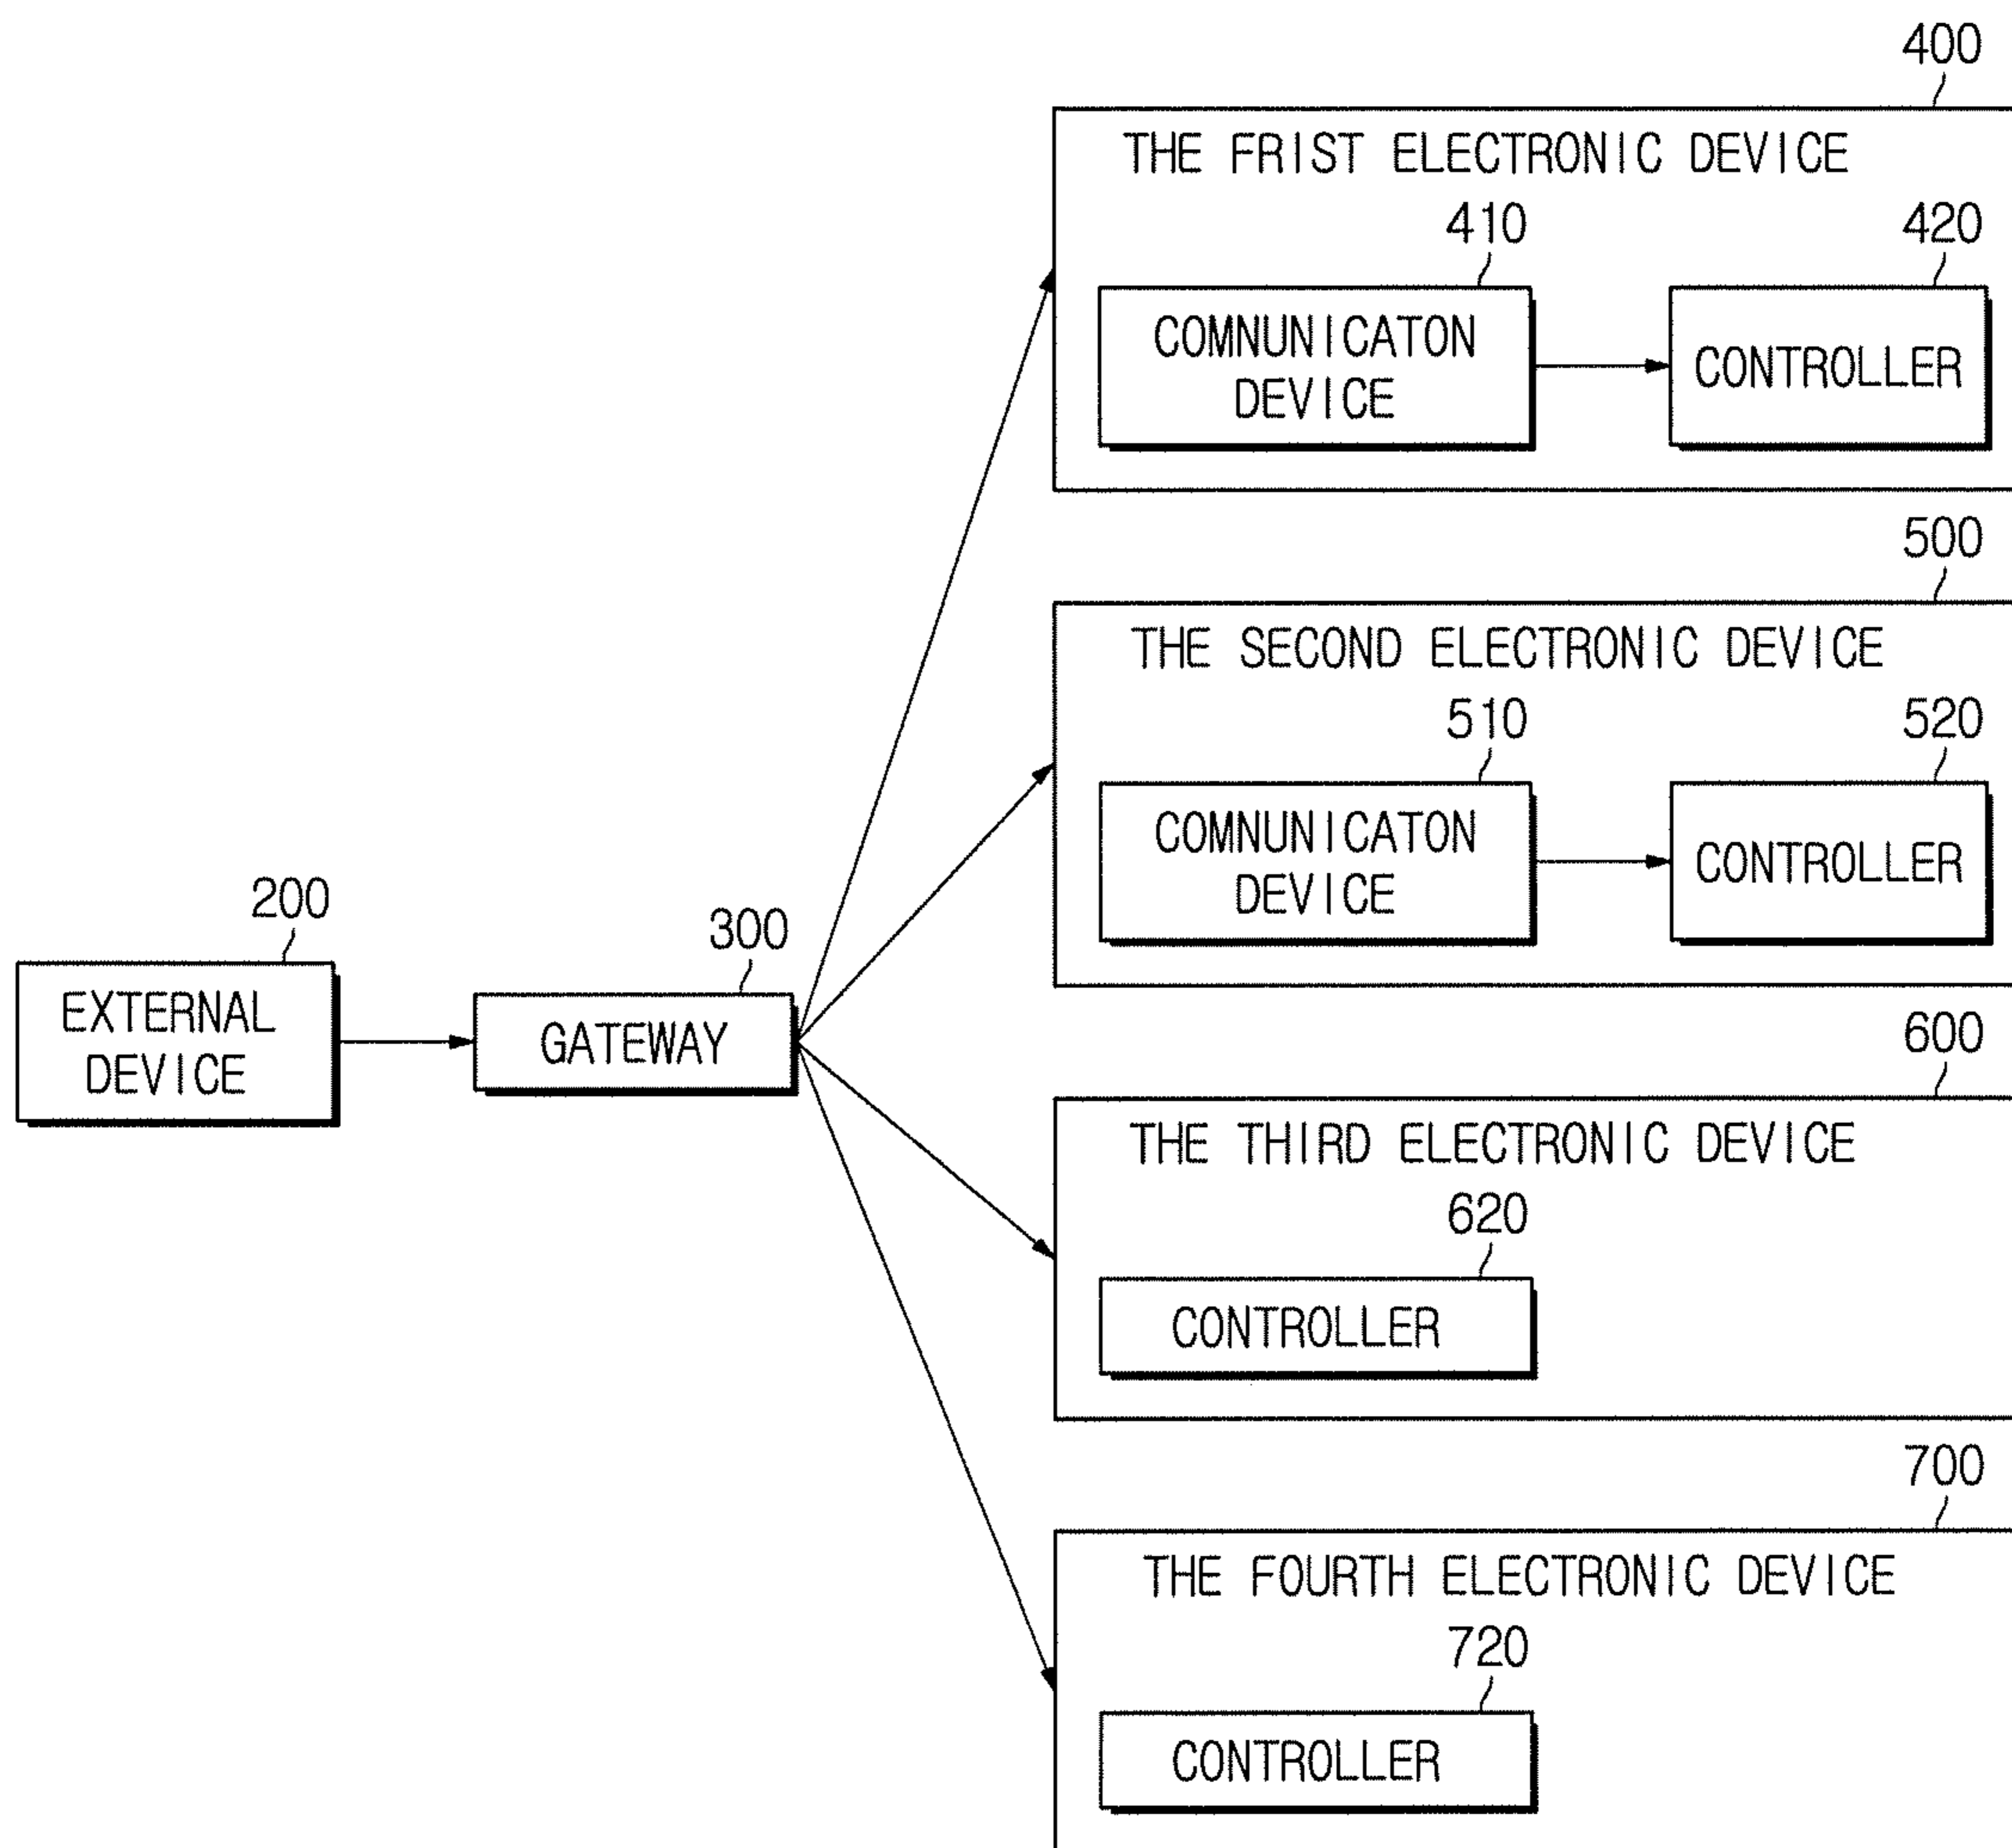 400
THE FRIST ELECTRONIC DEVICE
410
420
COMNUNICATON
DEVICE
CONTROLLER
500
THE SECOND ELECTRONIC DEVICE
510
520
COMNUNICATON
DEVICE
CONTROLLER
200
EXTERNAL
DEVICE
300
GATEWAY
600
THE THIRD ELECTRONIC DEVICE
620
CONTROLLER
700
THE FOURTH ELECTRONIC DEVICE
720
CONTROLLER